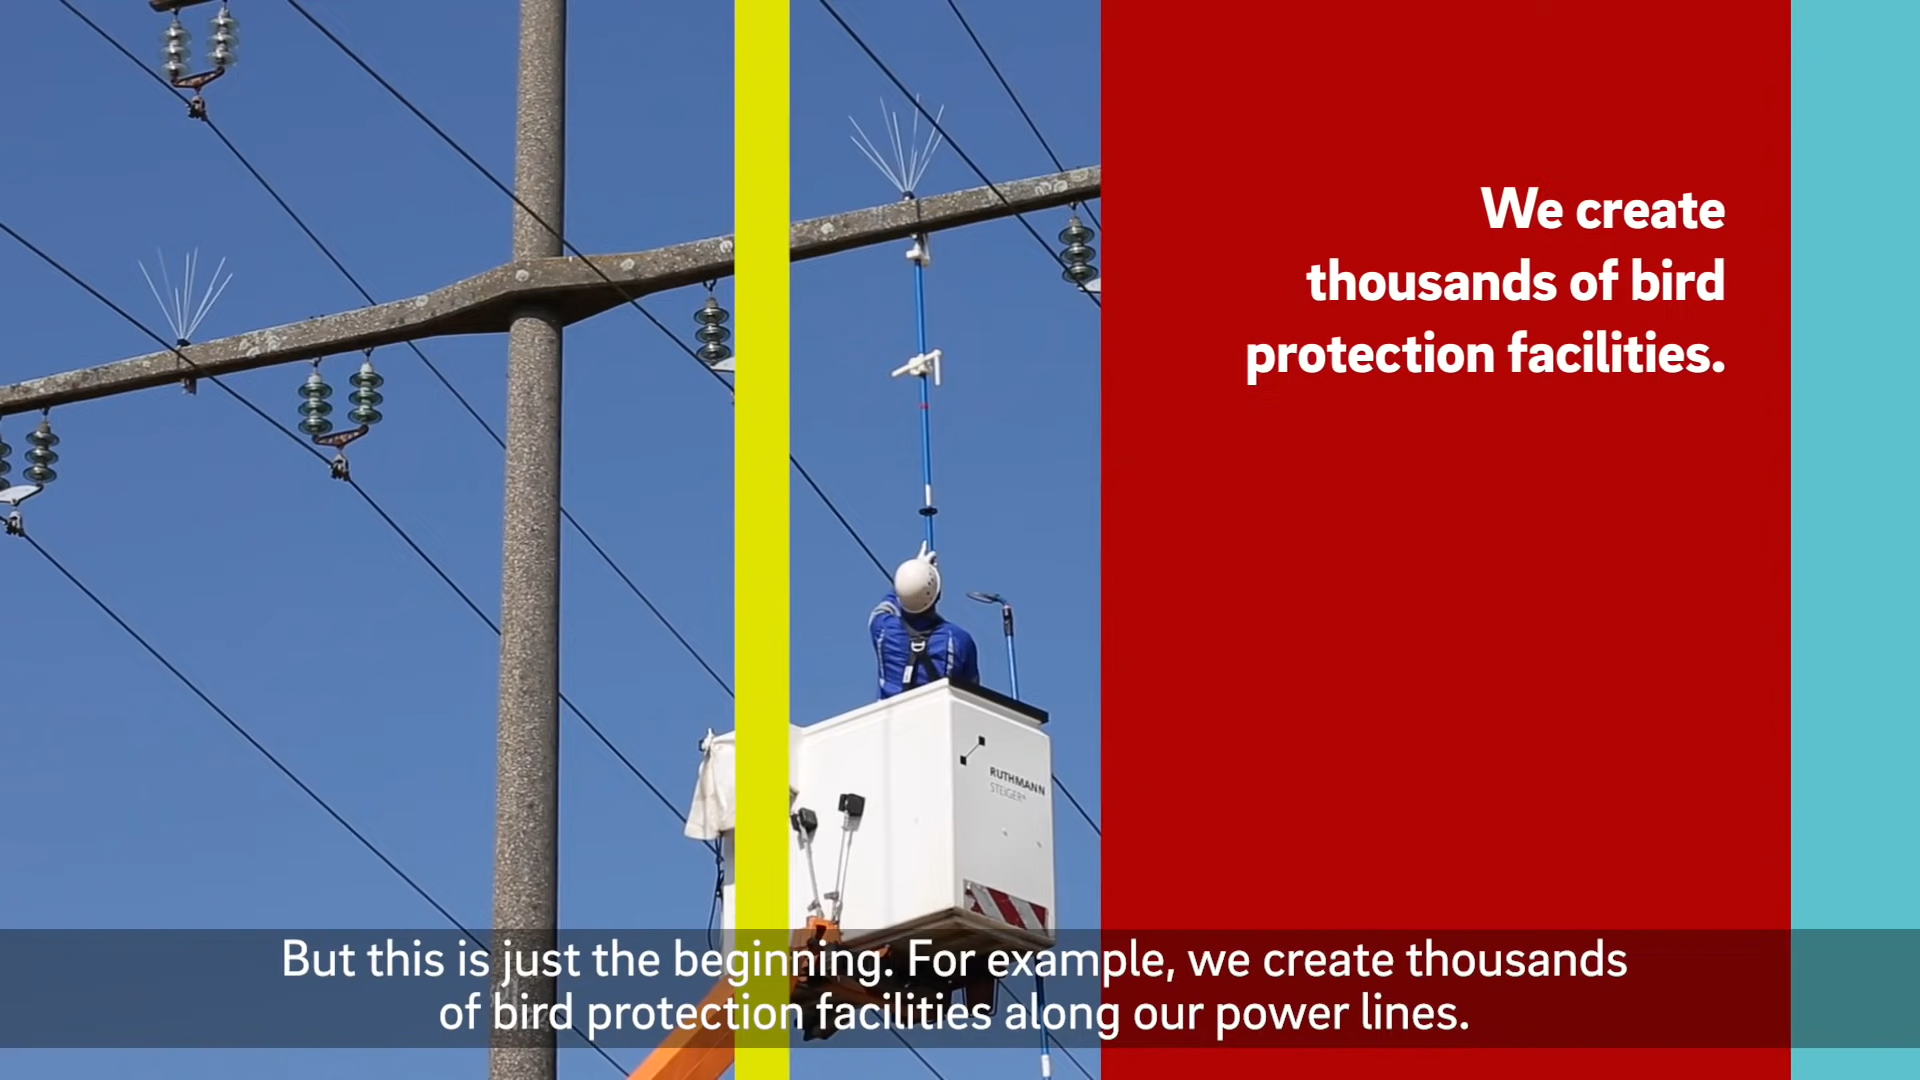 We create
thousands of bird
protection facilities.
RUTHMANN
STEIGER®
But this is just the beginning. For example, we create thousands
of bird protection facilities along our power lines.